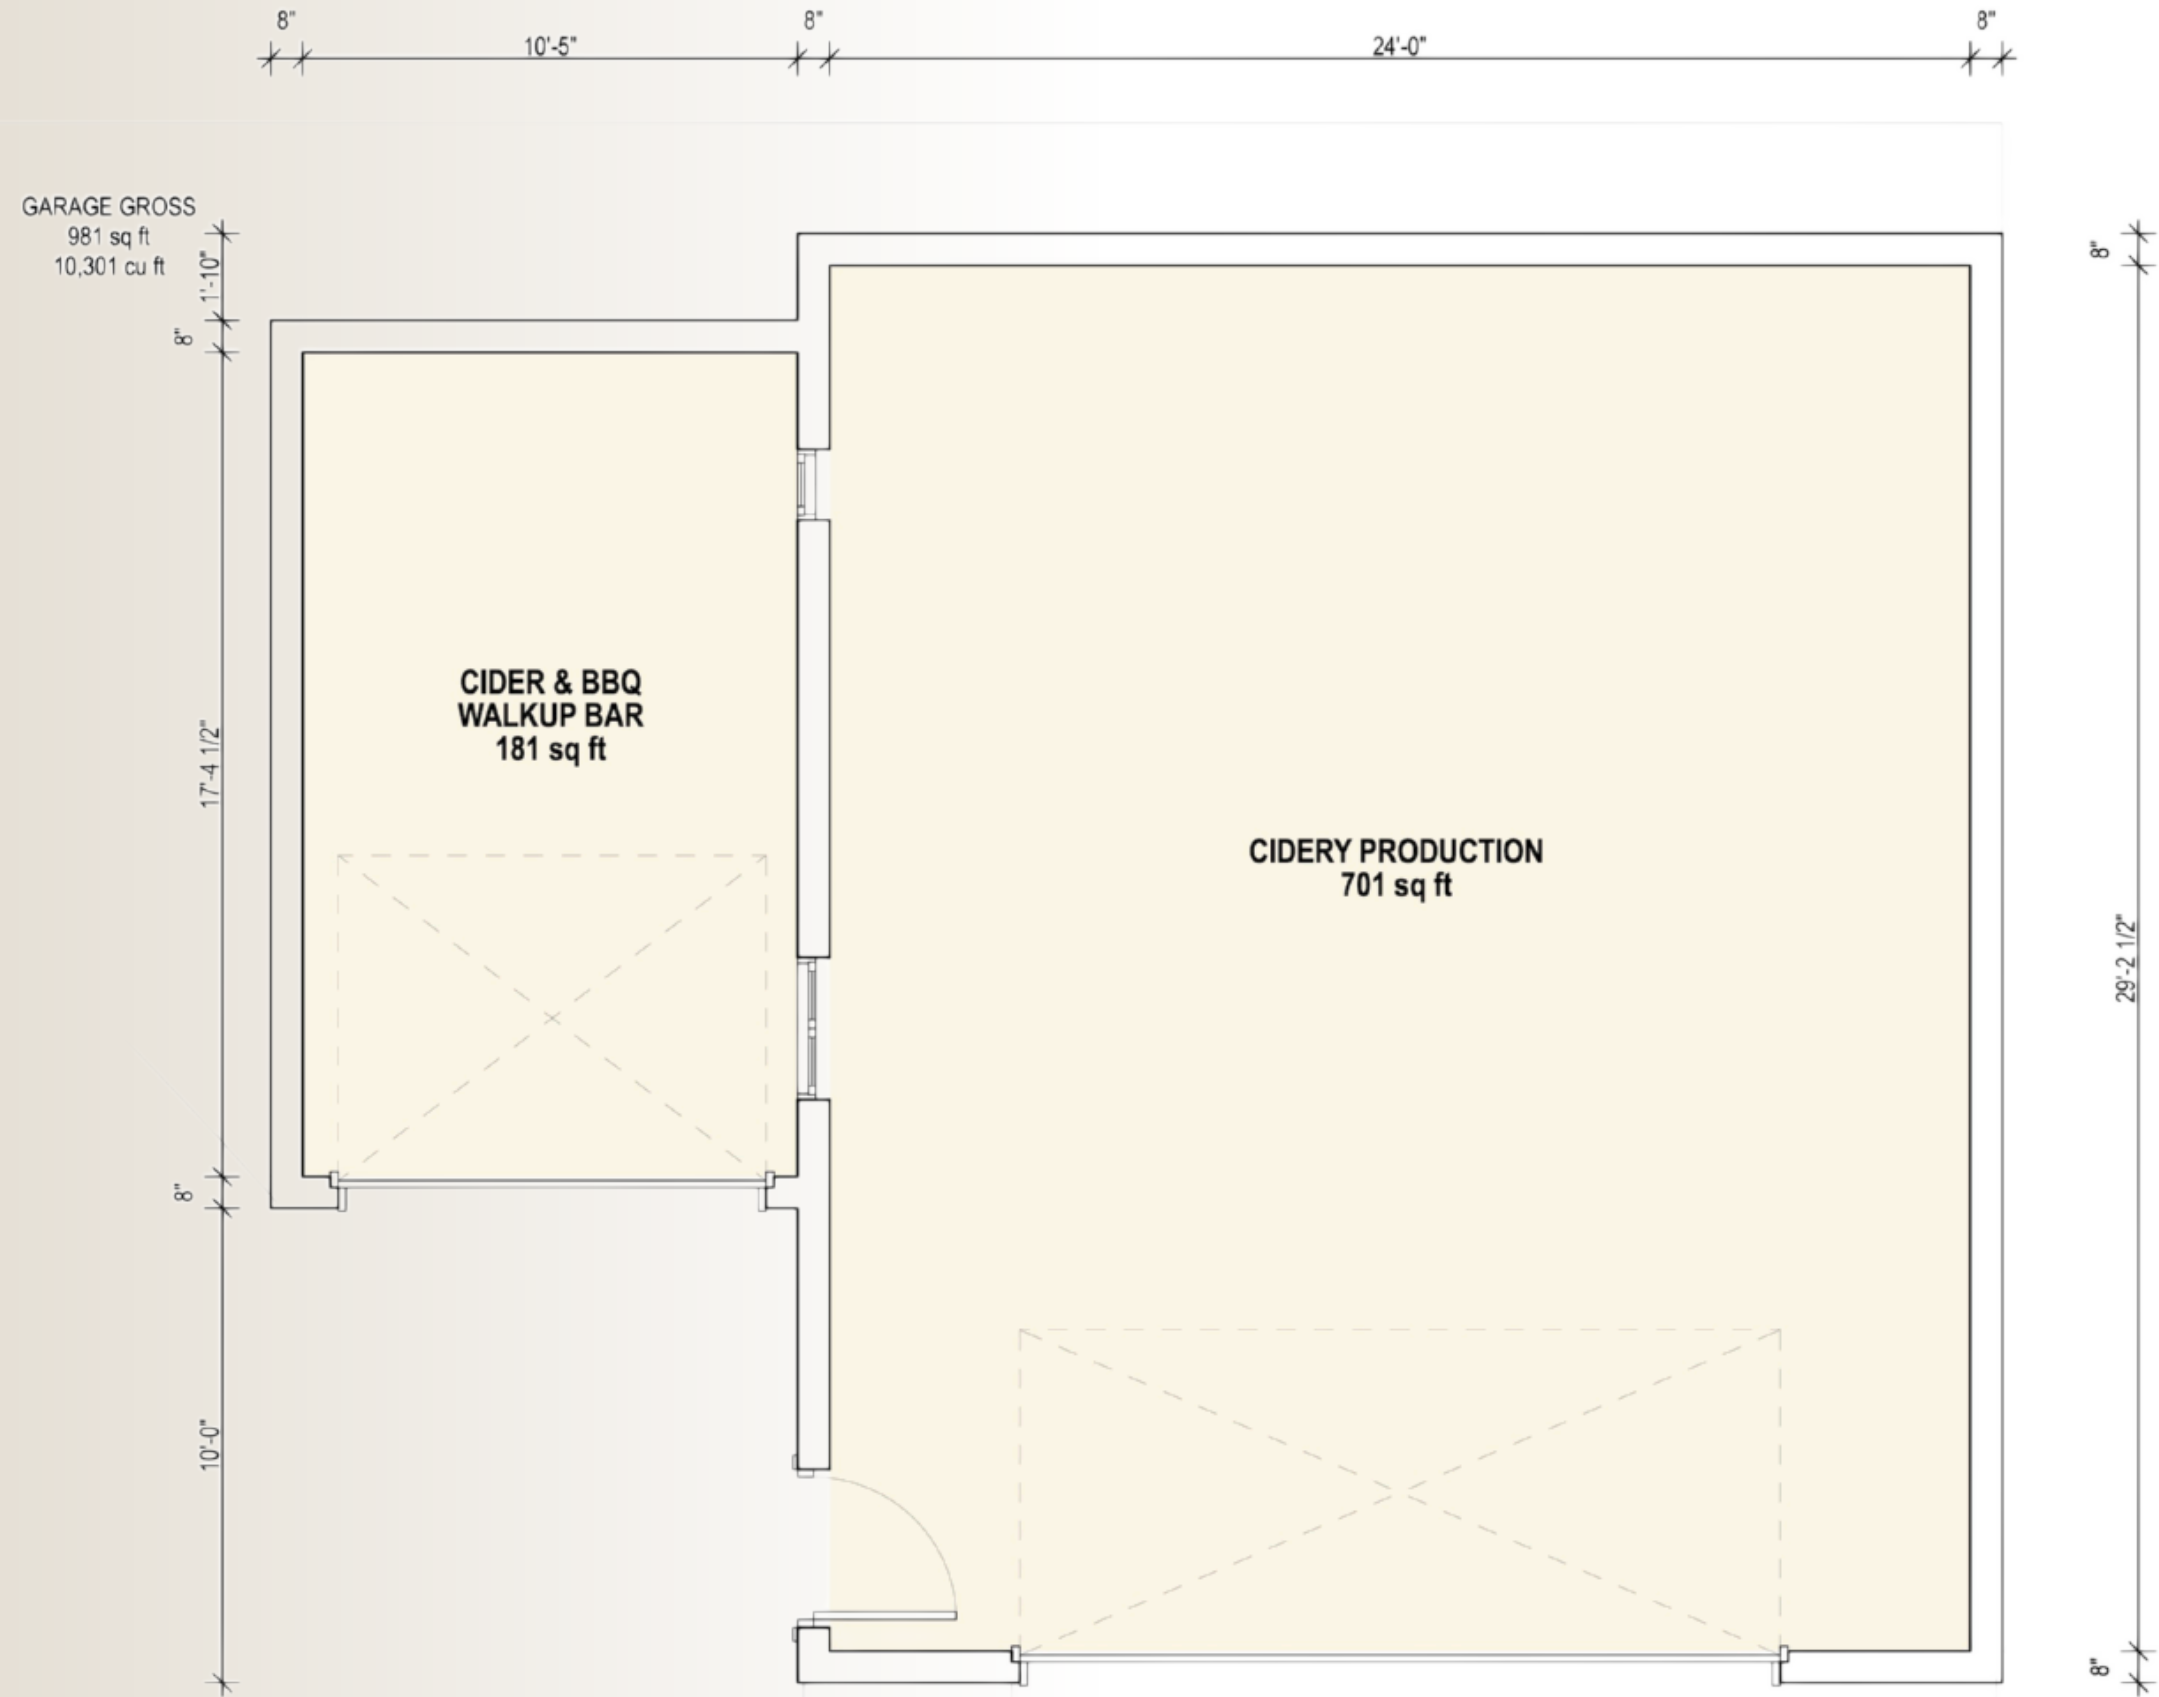 8"
8"
8"
10'-5"
24'-0"
GARAGE GROSS
981 sq ft
10,301 cu ft
1'-10"
8"
8"
CIDER & BBQ
WALKUP BAR
181 sq ft
17'-4 1/2"
CIDERY PRODUCTION
701 sq ft
29'-2 1/2"
8"
10'-0"
8"